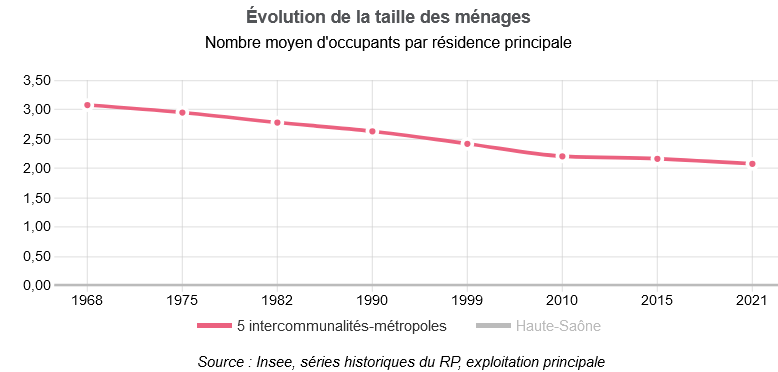 Évolution de la taille des ménages
Nombre moyen d'occupants par résidence principale
3,50
3,00
2,50
2,00
1,50
1,00
0,50
0,00
1968 1975 1982 1990 1999 2010 2015 2021
5 intercommunalités-métropoles Haute-Saône
Source : Insee, séries historiques du RP, exploitation principale